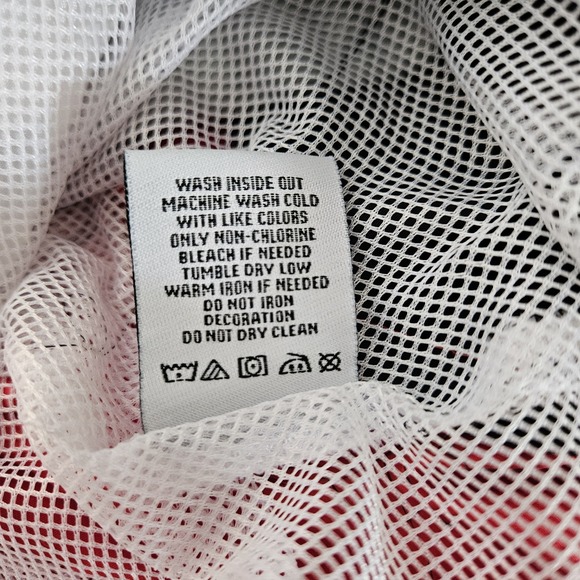 WASH INSIDE OUT
MACHINE WASH COLD
WITH LIKE COLORS
ONLY NON-CHLORINE
BLEACH IF NEEDED
TUMBLE DRY LOW
WARM IRON IF NEEDED
DO NOT IRON
DECORATION
DO NOT DRY CLEAN